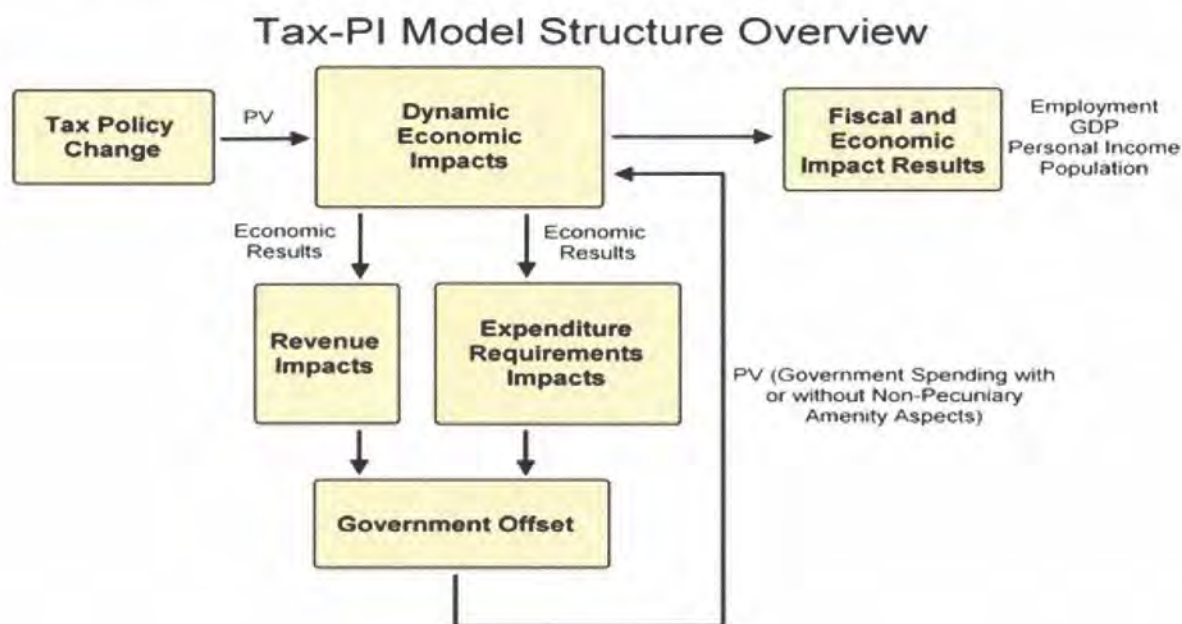 Tax-PI Model Structure Overview
Tax Policy
Change
PV
Dynamic
Economic
Impacts
Fiscal and
Economic
Impact Results
Employment
GDP
Personal Income
Population
Economic
Results
Economic
Results
Revenue
Impacts
Expenditure
Requirements
Impacts
PV (Government Spending with
or without Non-Pecuniary
Amenity Aspects)
Government Offset